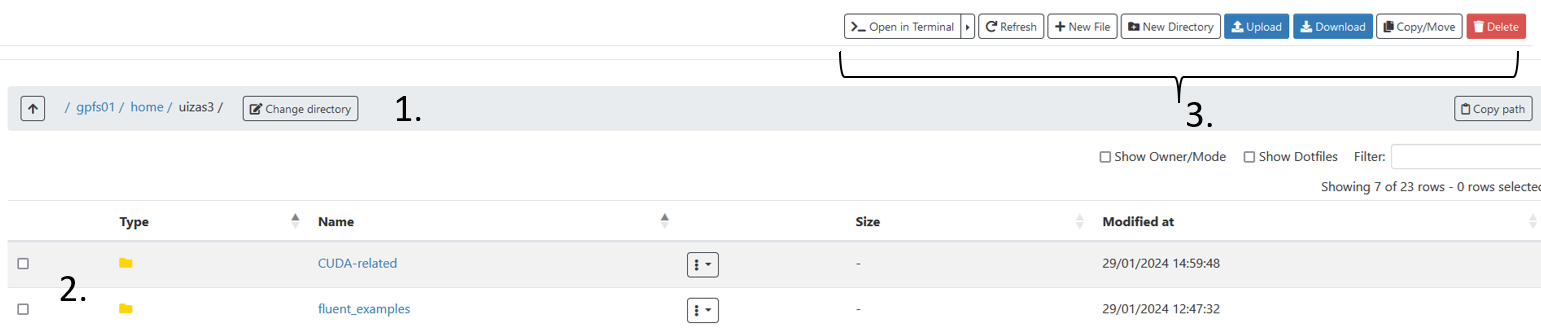 Open in Terminal Refresh New File New Directory Upload Download Copy/Move Delete
/ gpfs01 / home / uizas3 / Change directory 1. 3. Copy path
Show Owner/Mode Show Dotfiles Filter:
Showing 7 of 23 rows - 0 rows selected
Type Name Size Modified at
CUDA-related - 29/01/2024 14:59:48
2.
fluent_examples - 29/01/2024 12:47:32